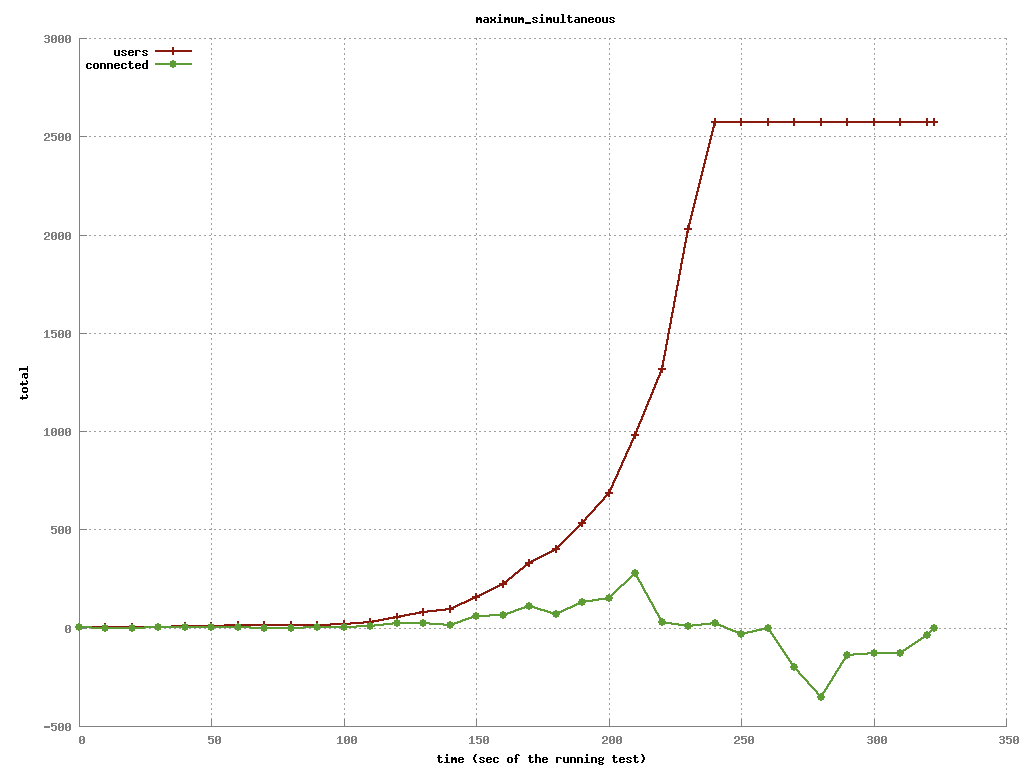 maximum_simultaneous
3000
users
connected
2500
2000
1500
total
1000
500
0
-500
0 50 100 150 200 250 300 350
time (sec of the running test)